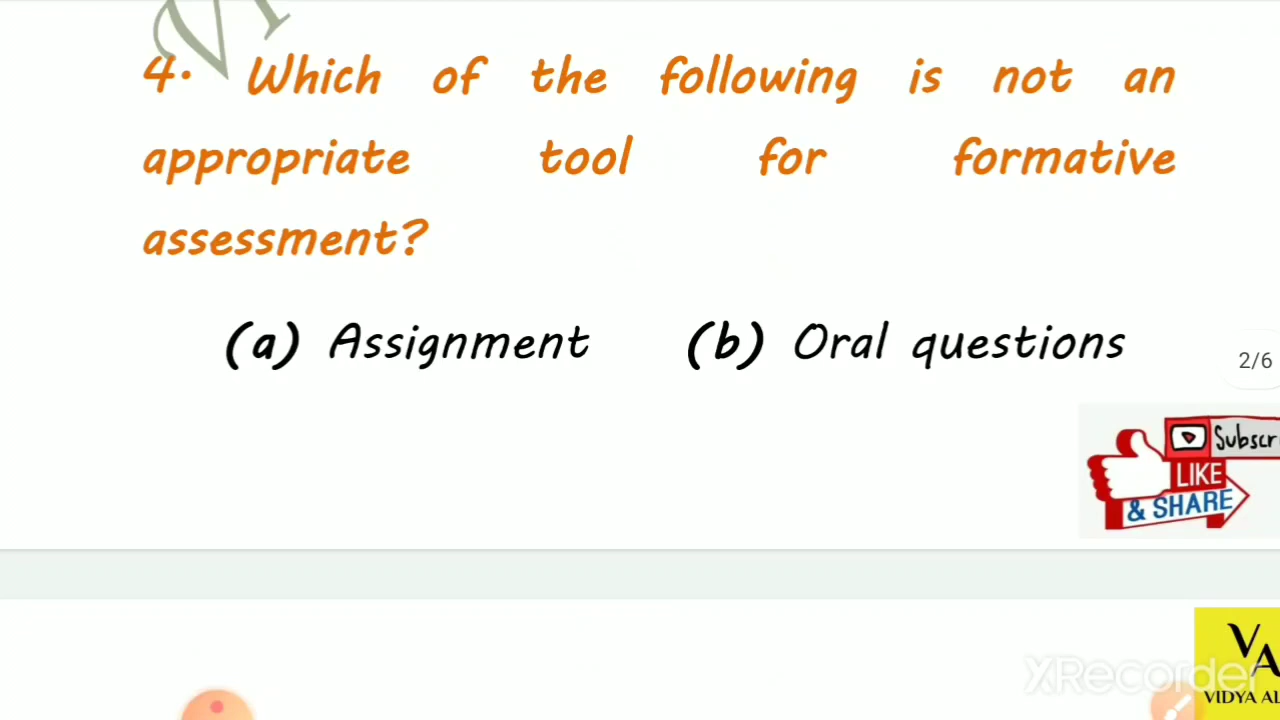 4. Which of the following is not an
appropriate tool for formative
assessment?
(a) Assignment (b) Oral questions
2/6
Subscr
LIKE
& SHARE
VA
XRecorder
VIDYA AL